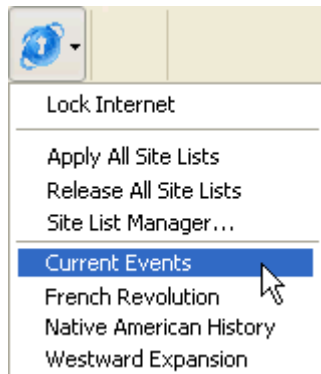 Lock Internet
Apply All Site Lists
Release All Site Lists
Site List Manager...
Current Events
French Revolution
Native American History
Westward Expansion